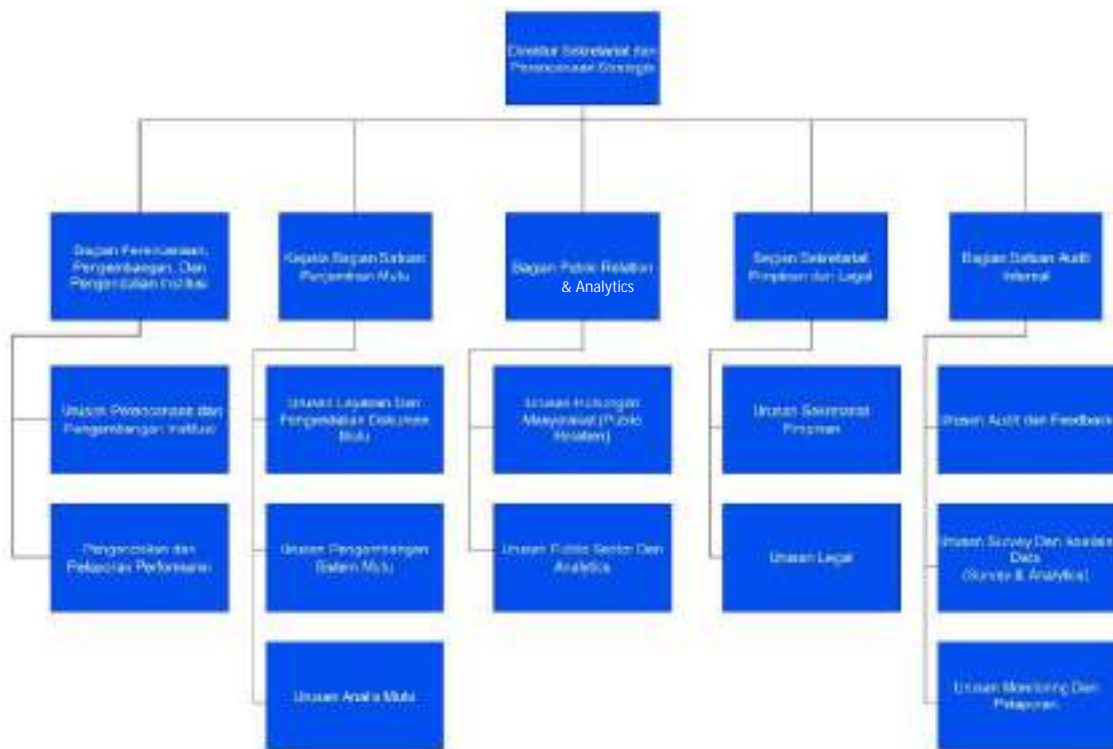 Direktur Sekretariat dan
Perencanaan Strategis
Bagian Perencanaan,
Pengembangan, Dan
Pengendalian Institusi
Kepala Bagian Satuan
Penjaminan Mutu
Bagian Public Relation
& Analytics
Bagian Sekretariat
Pimpinan dan Legal
Bagian Satuan Audit
Internal
Urusan Perencanaan dan
Pengembangan Institusi
Urusan Layanan Dan
Pengendalian Dokumen
Mutu
Urusan Hubungan
Masyarakat (Public
Relation)
Urusan Sekretariat
Pimpinan
Urusan Audit dan Feedback
Pengendalian dan
Pelaporan Performansi
Urusan Pengembangan
Sistem Mutu
Urusan Public Sector Dan
Analytics
Urusan Legal
Urusan Survey Dan
Data
(Survey & Analytics)
Urusan Analis Mutu
Urusan Monitoring Dan
Pelaporan